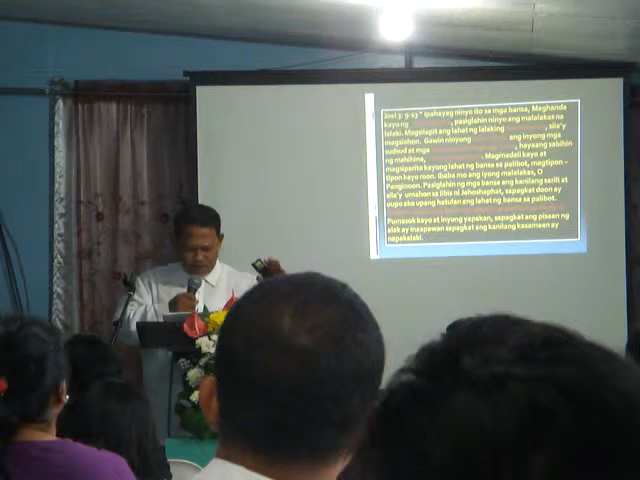 Joel 3: 9-13 " Ipahayag ninyo ito sa mga bansa, Maghanda
kayo ng , pasiglahin ninyo ang malalakas na
lalaki. Magsilapit ang lahat ng lalaking , sila'y
magsiahon. Gawin ninyong ang inyong mga
sudsud at mga , hayaang sabihin
ng mahihina, . Magmadali kayo at
magsiparito kayong lahat ng bansa sa palibot, magtipon –
tipon kayo roon. Ibaba mo ang iyong malalakas, O
Panginoon. Pasiglahin ng mga bansa ang kanilang sarili at
sila'y umahon sa libis ni Jehoshaphat, sapagkat doon ay
uupo ako upang hatulan ang lahat ng bansa sa palibot.
Pumasok kayo at inyong yapakan, sapagkat ang pisaan ng
alak ay inaapawan sapagkat ang kanilang kasamaan ay
napakalaki.